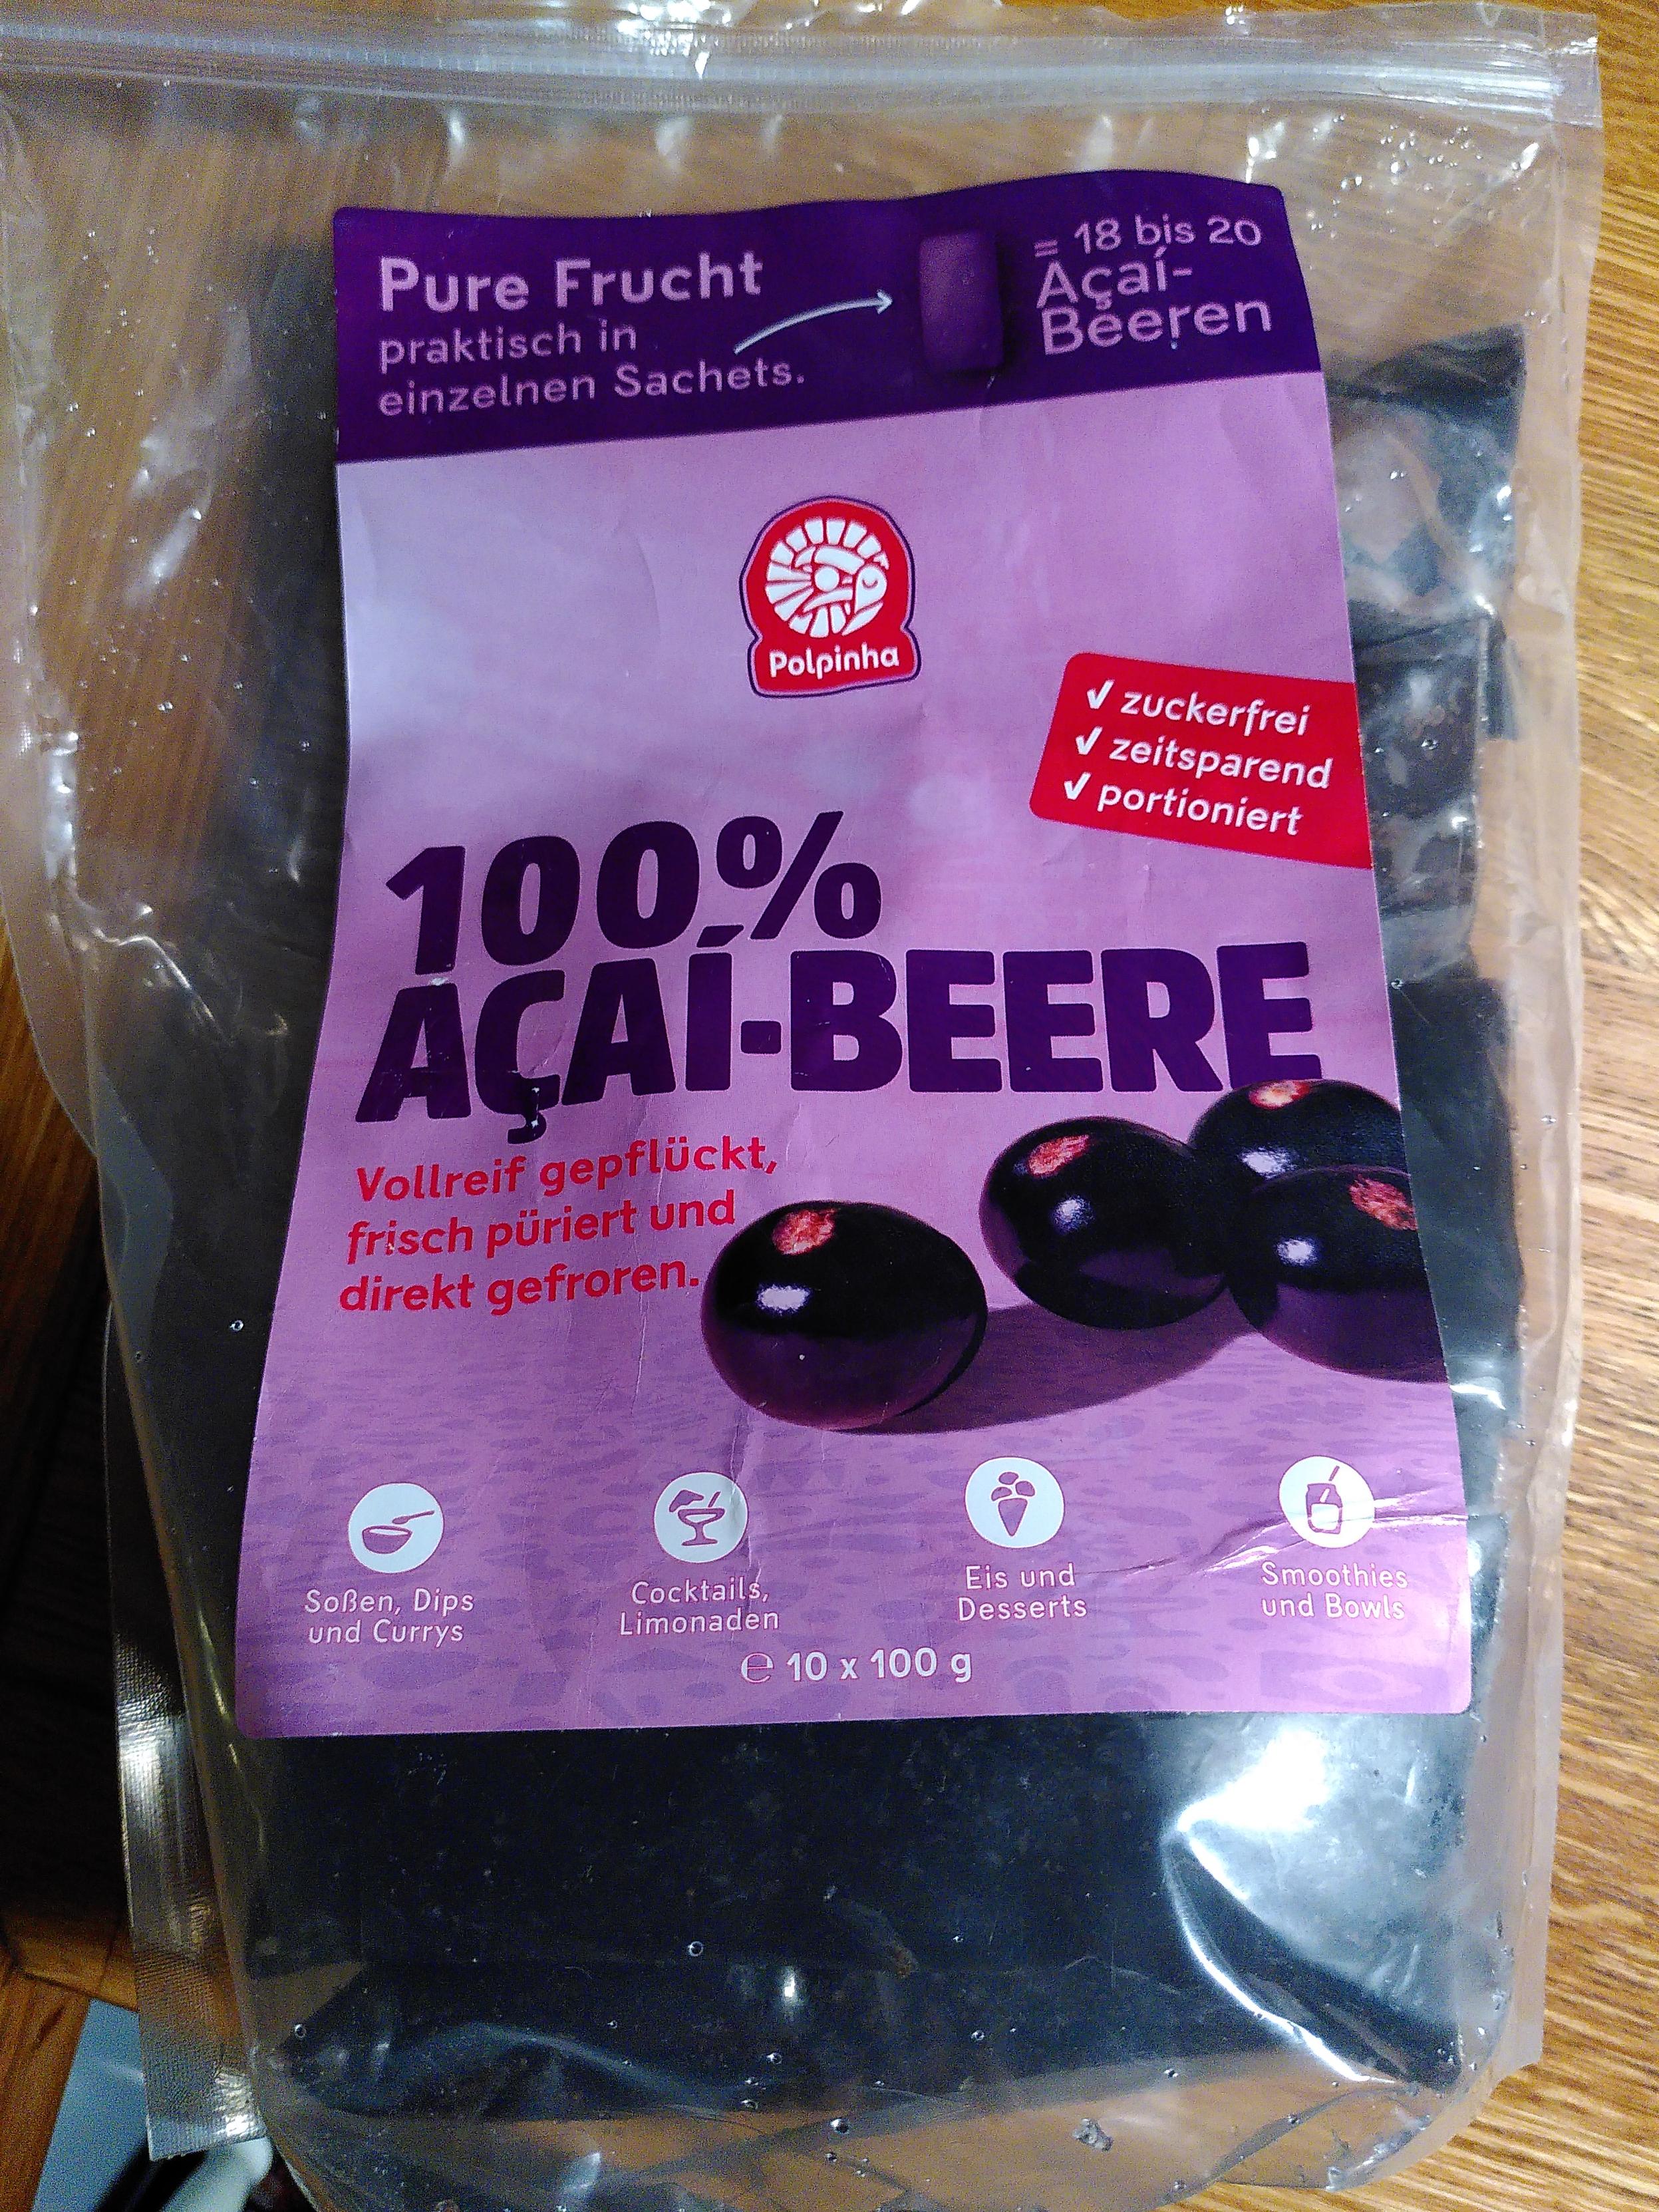 Pure Frucht
praktisch in
einzelnen Sachets.
= 18 bis 20
Açaí-
Beeren
Polpinha
✓ zuckerfrei
✓ zeitsparend
✓ portioniert
100%
AÇAÍ-BEERE
Vollreif gepflückt,
frisch püriert und
direkt gefroren.
Soßen, Dips
und Currys
Cocktails,
Limonaden
Eis und
Desserts
Smoothies
und Bowls
℮ 10 x 100 g